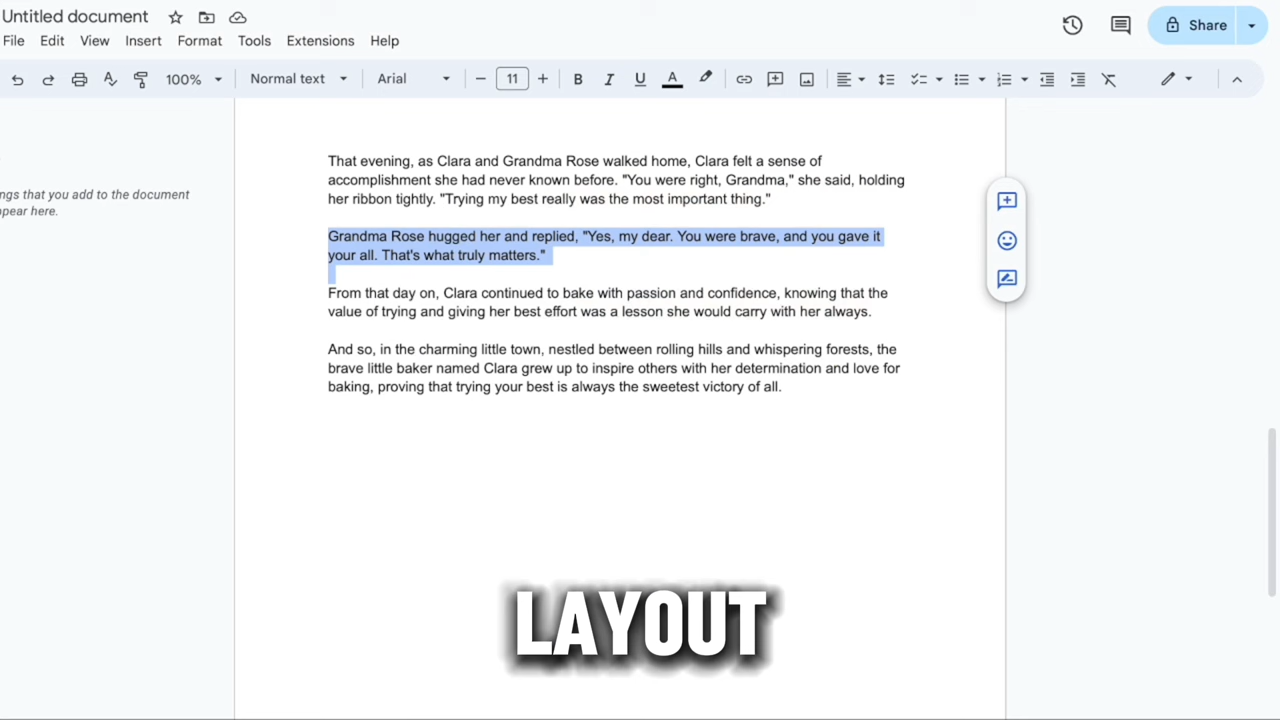 Untitled document
File Edit View Insert Format Tools Extensions Help
Share
100% Normal text Arial 11
B I U A
ngs that you add to the document
ppear here.
That evening, as Clara and Grandma Rose walked home, Clara felt a sense of
accomplishment she had never known before. "You were right, Grandma," she said, holding
her ribbon tightly. "Trying my best really was the most important thing."
Grandma Rose hugged her and replied, "Yes, my dear. You were brave, and you gave it
your all. That's what truly matters."
From that day on, Clara continued to bake with passion and confidence, knowing that the
value of trying and giving her best effort was a lesson she would carry with her always.
And so, in the charming little town, nestled between rolling hills and whispering forests, the
brave little baker named Clara grew up to inspire others with her determination and love for
baking, proving that trying your best is always the sweetest victory of all.
LAYOUT